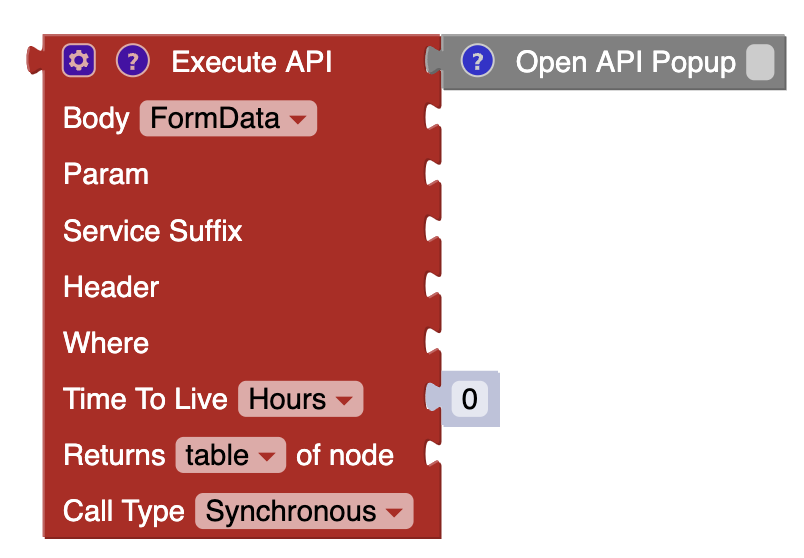 ? Execute API ? Open API Popup
Body FormData
Param
Service Suffix
Header
Where
Time To Live Hours 0
Returns table of node
Call Type Synchronous